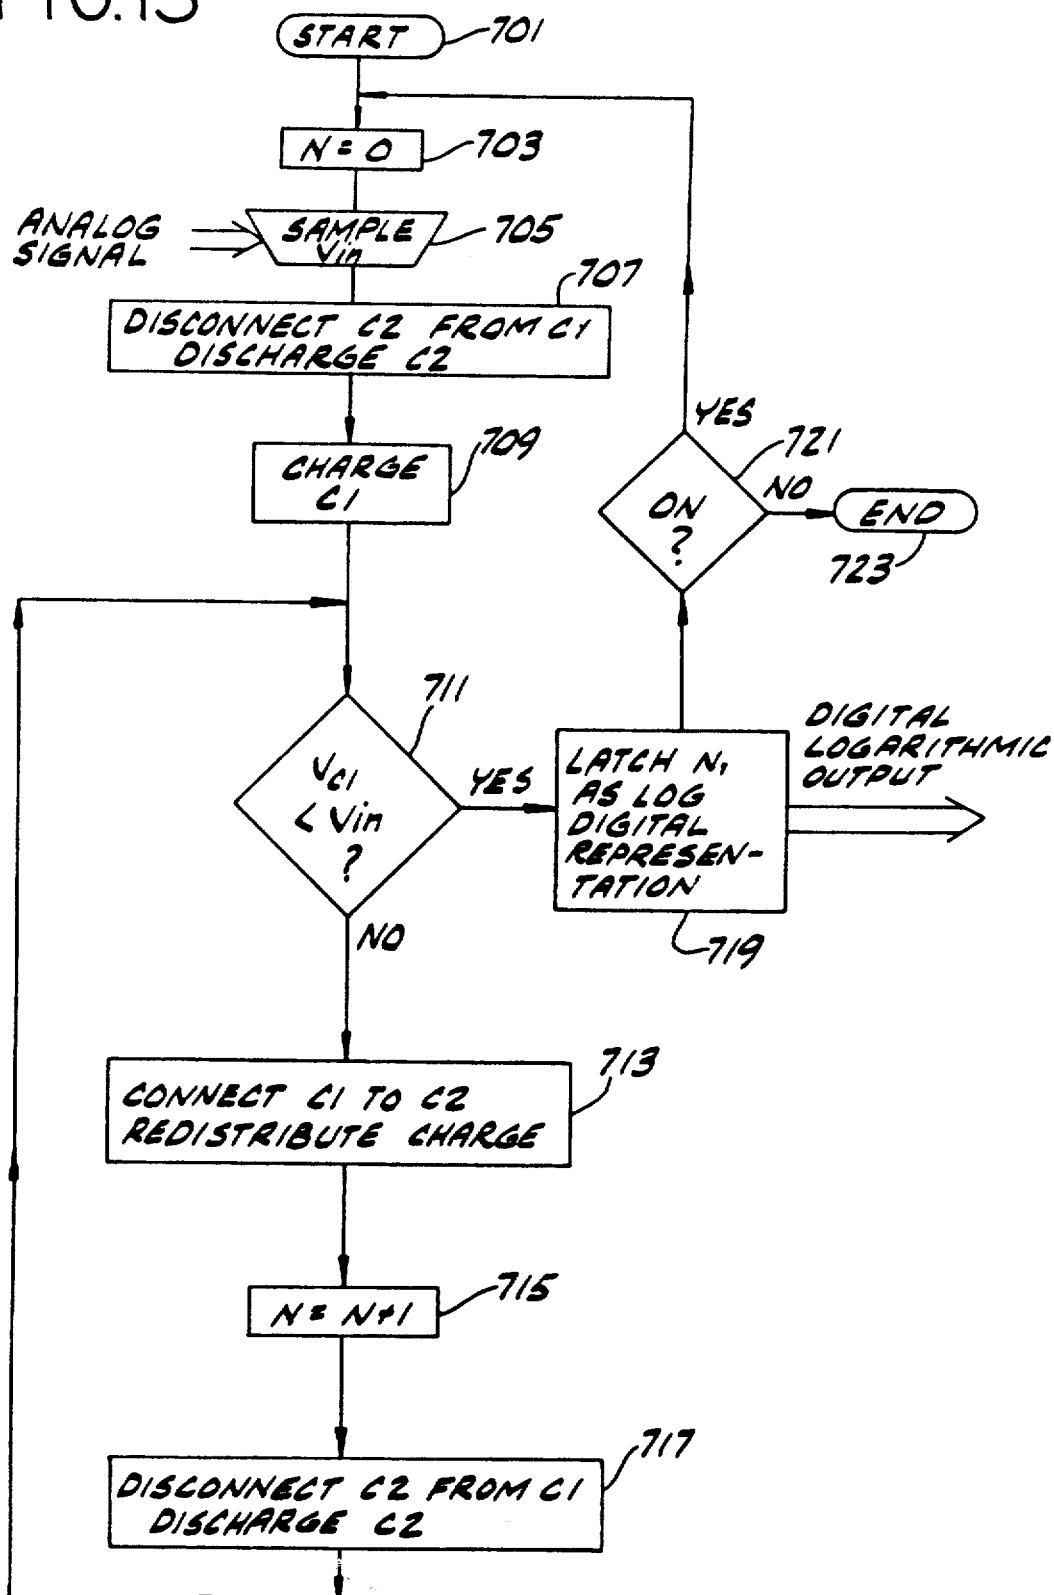 FIG.13
START
701
N = 0
703
ANALOG
SIGNAL
SAMPLE
Vin
705
707
DISCONNECT C2 FROM C1
DISCHARGE C2
CHARGE
C1
709
YES
721
ON
?
NO
END
723
711
VC1
< Vin
?
YES
LATCH N,
AS LOG
DIGITAL
REPRESEN-
TATION
DIGITAL
LOGARITHMIC
OUTPUT
719
NO
713
CONNECT C1 TO C2
REDISTRIBUTE CHARGE
715
N = N+1
717
DISCONNECT C2 FROM C1
DISCHARGE C2